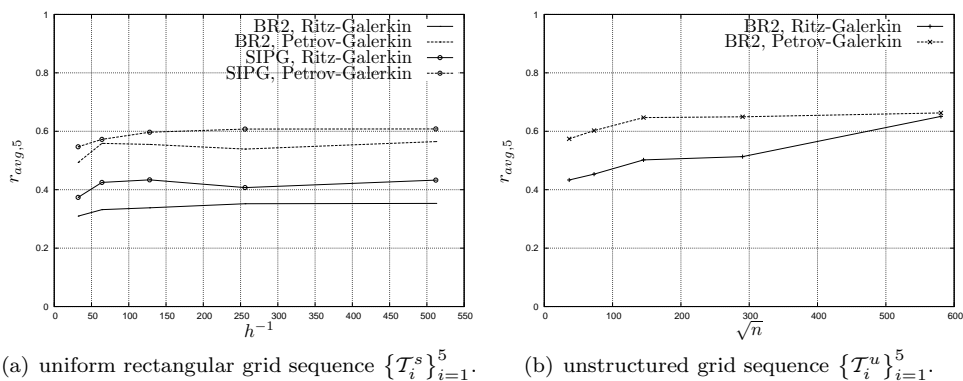 1
0.8
0.6
0.4
0.2
0
r_{avg,5}
BR2, Ritz-Galerkin
BR2, Petrov-Galerkin
SIPG, Ritz-Galerkin
SIPG, Petrov-Galerkin
0 50 100 150 200 250 300 350 400 450 500 550
h^{-1}
(a) uniform rectangular grid sequence {𝒯_i^s}_{i=1}^5.
1
0.8
0.6
0.4
0.2
0
r_{avg,5}
BR2, Ritz-Galerkin
BR2, Petrov-Galerkin
0 100 200 300 400 500 600
√n
(b) unstructured grid sequence {𝒯_i^u}_{i=1}^5.